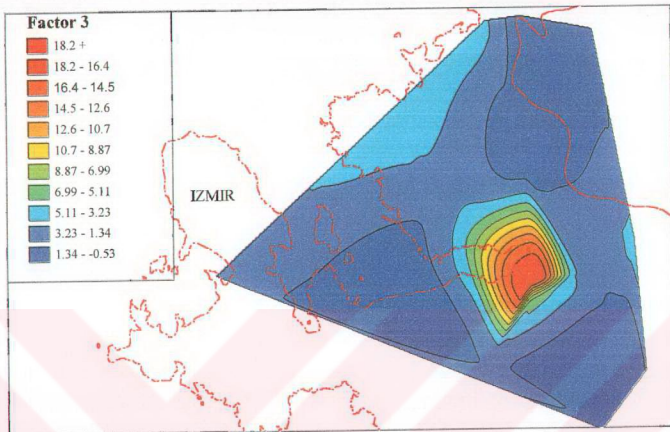 Factor 3
18.2 +
18.2 - 16.4
16.4 - 14.5
14.5 - 12.6
12.6 - 10.7
10.7 - 8.87
8.87 - 6.99
6.99 - 5.11
5.11 - 3.23
3.23 - 1.34
1.34 - -0.53
IZMIR